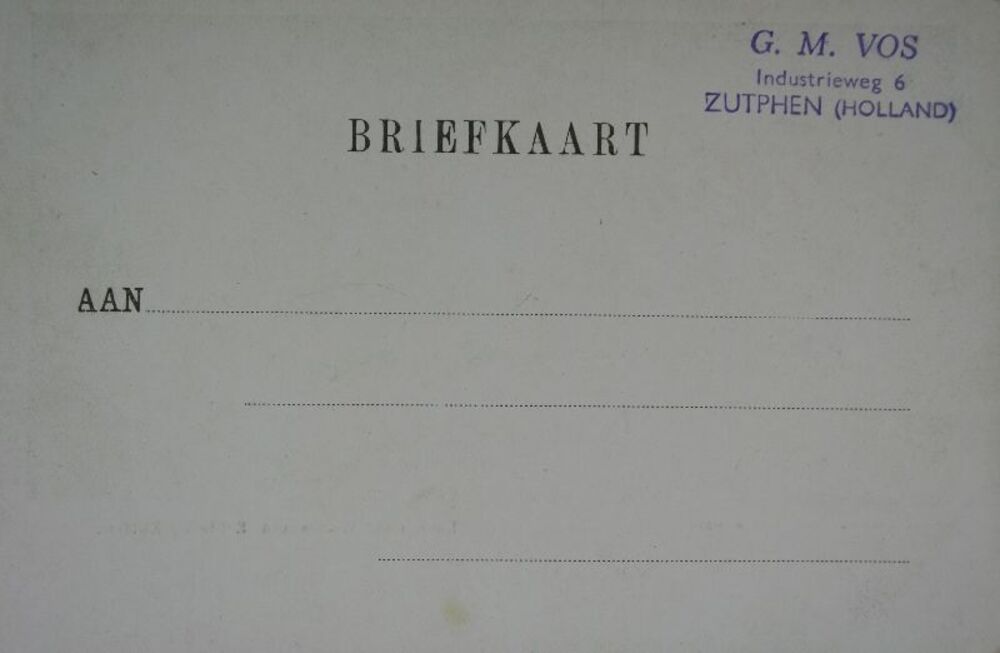 G. M. VOS
Industrieweg 6
ZUTPHEN (HOLLAND)
BRIEFKAART
AAN